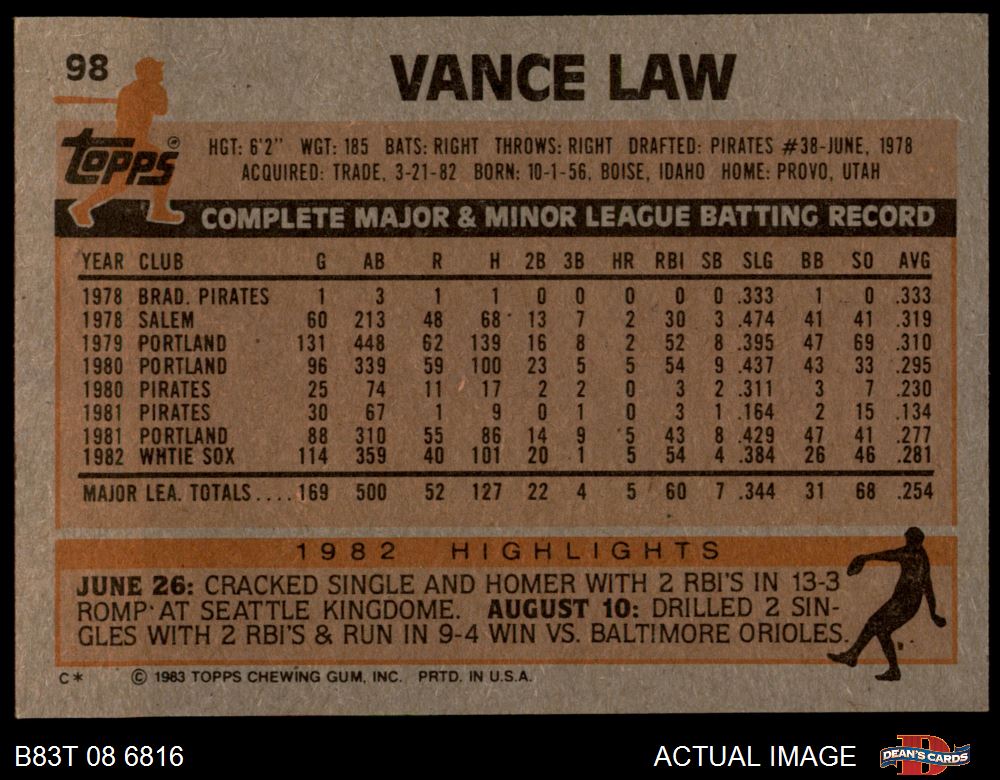 98
VANCE LAW
Topps®
HGT: 6'2" WGT: 185 BATS: RIGHT THROWS: RIGHT DRAFTED: PIRATES #38-JUNE, 1978
ACQUIRED: TRADE, 3-21-82 BORN: 10-1-56, BOISE, IDAHO HOME: PROVO, UTAH
COMPLETE MAJOR & MINOR LEAGUE BATTING RECORD
YEAR CLUB G AB R H 2B 3B HR RBI SB SLG BB SO AVG
1978 BRAD. PIRATES 1 3 1 1 0 0 0 0 0 .333 1 0 .333
1978 SALEM 60 213 48 68 13 7 2 30 3 .474 41 41 .319
1979 PORTLAND 131 448 62 139 16 8 2 52 8 .395 47 69 .310
1980 PORTLAND 96 339 59 100 23 5 5 54 9 .437 43 33 .295
1980 PIRATES 25 74 11 17 2 2 0 3 2 .311 3 7 .230
1981 PIRATES 30 67 1 9 0 1 0 3 1 .164 2 15 .134
1981 PORTLAND 88 310 55 86 14 9 5 43 8 .429 47 41 .277
1982 WHTIE SOX 114 359 40 101 20 1 5 54 4 .384 26 46 .281
MAJOR LEA. TOTALS.... 169 500 52 127 22 4 5 60 7 .344 31 68 .254
1982 HIGHLIGHTS
JUNE 26: CRACKED SINGLE AND HOMER WITH 2 RBI'S IN 13-3
ROMP AT SEATTLE KINGDOME. AUGUST 10: DRILLED 2 SIN-
GLES WITH 2 RBI'S & RUN IN 9-4 WIN VS. BALTIMORE ORIOLES.
C* © 1983 TOPPS CHEWING GUM, INC. PRTD. IN U.S.A.
B83T 08 6816 ACTUAL IMAGE DEAN'S CARDS